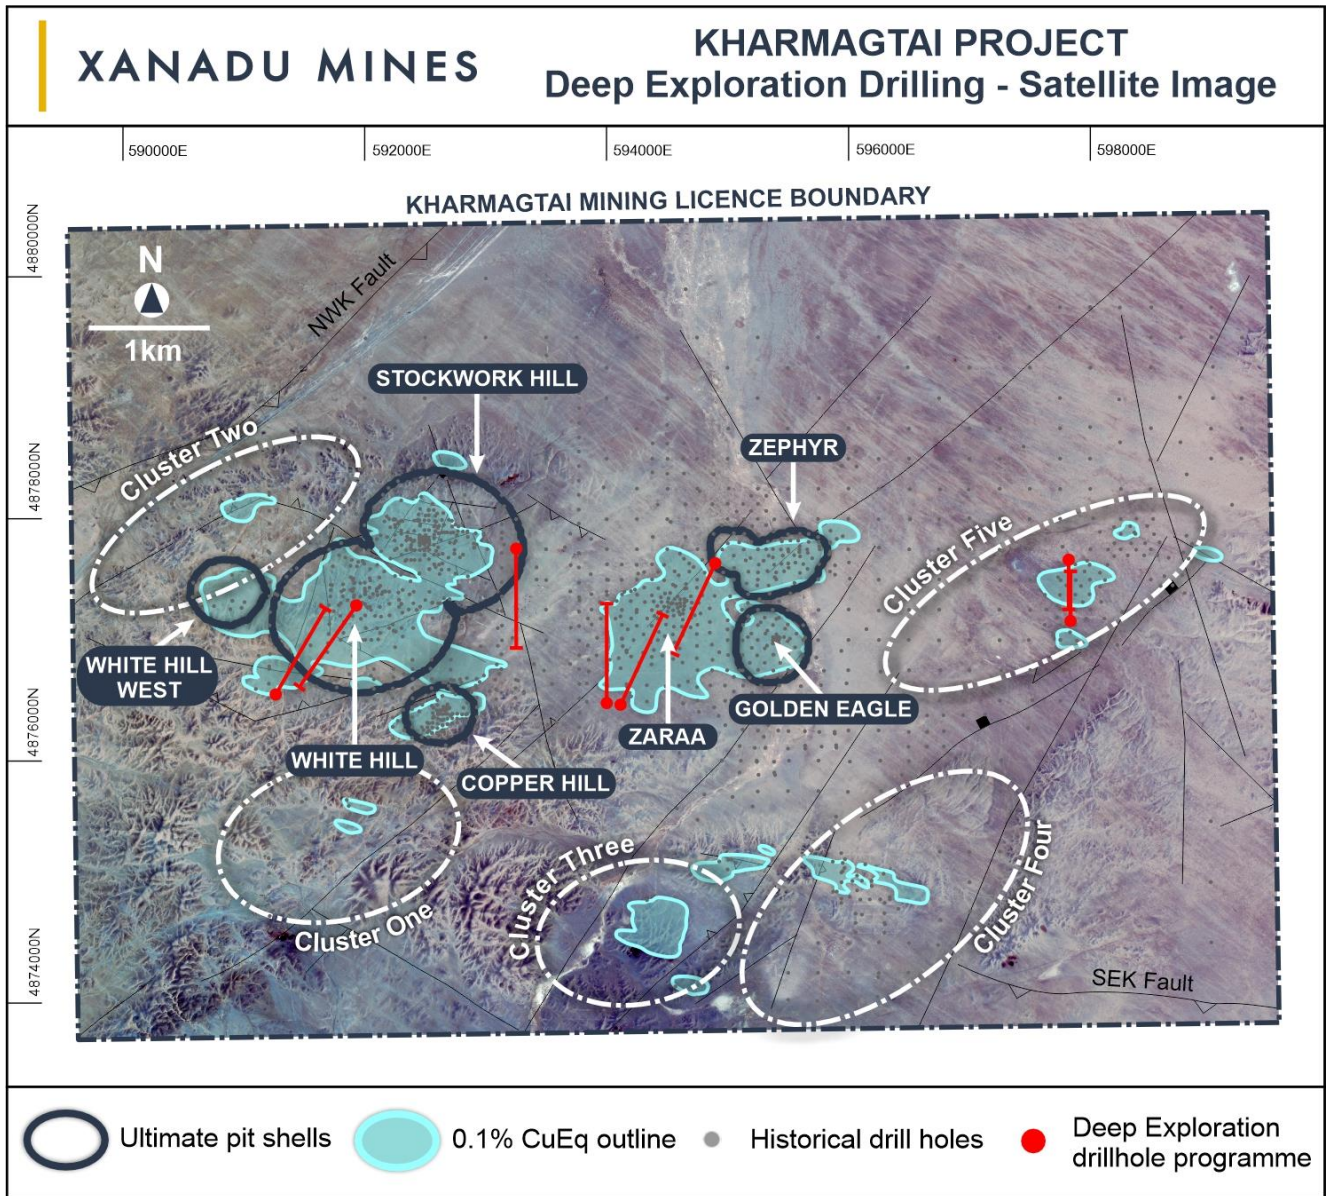 XANADU MINES
KHARMAGTAI PROJECT
Deep Exploration Drilling - Satellite Image
590000E
592000E
594000E
596000E
598000E
KHARMAGTAI MINING LICENCE BOUNDARY
4880000N
4878000N
4876000N
4874000N
N
1km
NWK Fault
STOCKWORK HILL
Cluster Two
ZEPHYR
Cluster Five
WHITE HILL
WEST
GOLDEN EAGLE
ZARAA
WHITE HILL
COPPER HILL
Cluster Three
Cluster Four
Cluster One
SEK Fault
Ultimate pit shells
0.1% CuEq outline
Historical drill holes
Deep Exploration
drillhole programme